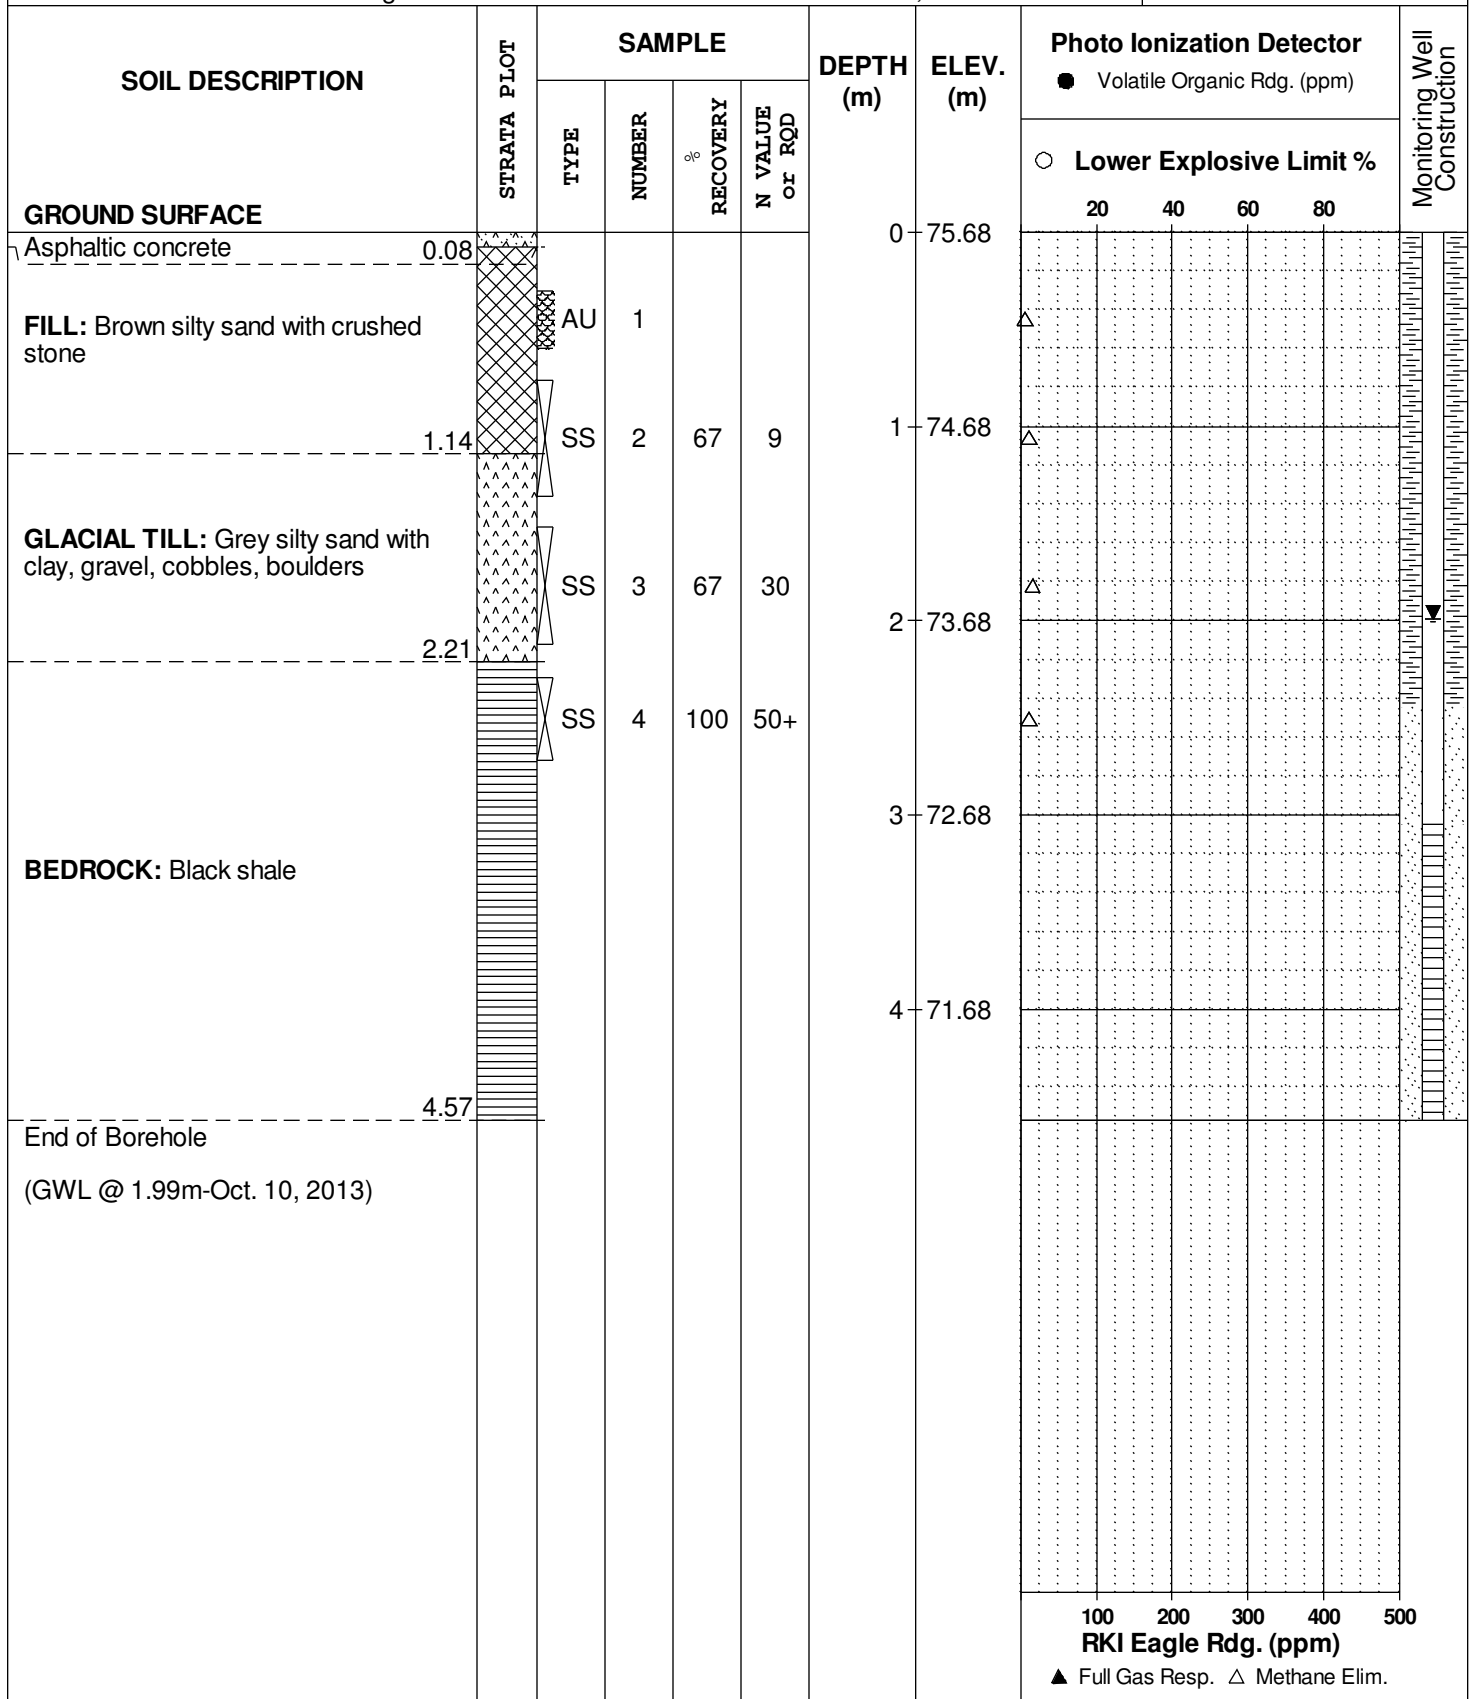 SOIL DESCRIPTION
GROUND SURFACE
STRATA PLOT
SAMPLE
TYPE
NUMBER
% RECOVERY
N VALUE or RQD
DEPTH (m)
ELEV. (m)
Photo Ionization Detector
● Volatile Organic Rdg. (ppm)
○ Lower Explosive Limit %
20 40 60 80
Monitoring Well Construction
0 75.68
Asphaltic concrete 0.08
FILL: Brown silty sand with crushed
stone
AU 1
1.14
SS 2 67 9
1 74.68
GLACIAL TILL: Grey silty sand with
clay, gravel, cobbles, boulders
SS 3 67 30
2 73.68
2.21
SS 4 100 50+
3 72.68
BEDROCK: Black shale
4 71.68
4.57
End of Borehole
(GWL @ 1.99m-Oct. 10, 2013)
100 200 300 400 500
RKI Eagle Rdg. (ppm)
▲ Full Gas Resp. △ Methane Elim.